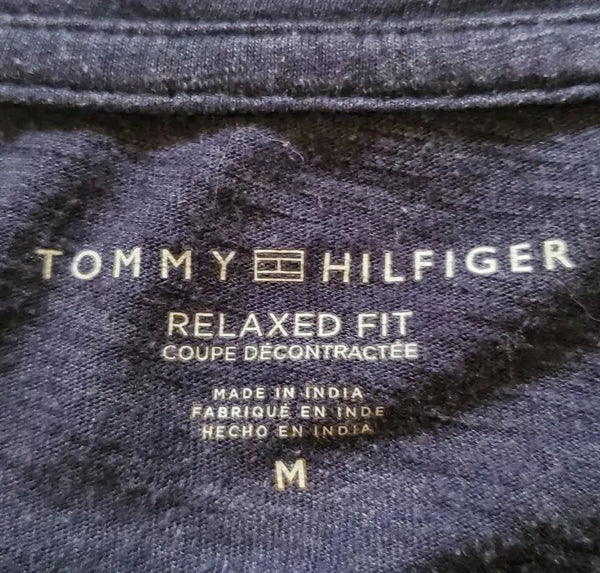 TOMMY HILFIGER
RELAXED FIT
COUPE DÉCONTRACTÉE
MADE IN INDIA
FABRIQUÉ EN INDE
HECHO EN INDIA
M